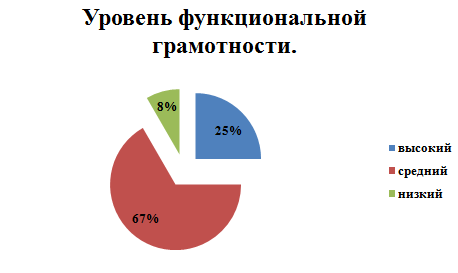 Уровень функциональной
грамотности.
8%
25%
67%
высокий
средний
низкий